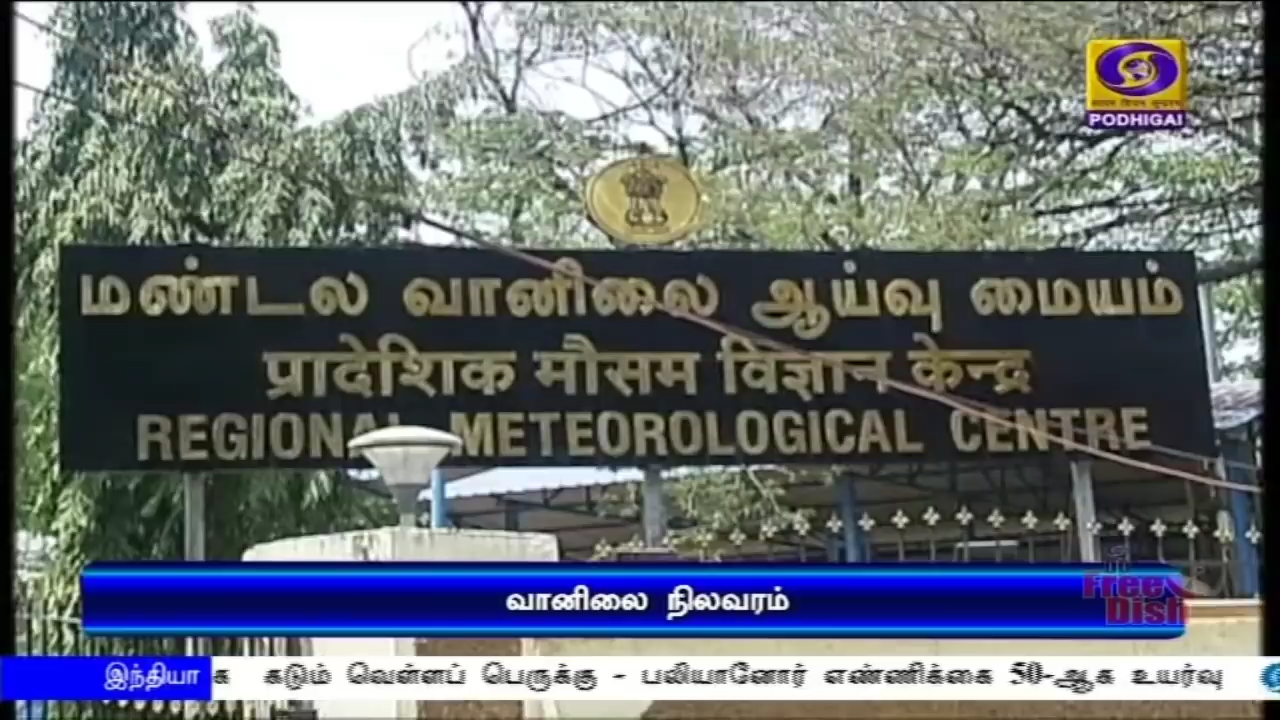 PODHIGAI
மண்டல வானிலை ஆய்வு மையம்
प्रादेशिक मौसम विज्ञान केन्द्र
REGIONAL METEOROLOGICAL CENTRE
வானிலை நிலவரம்
Free
Dish
இந்தியா க கடும் வெள்ளப் பெருக்கு - பலியானோர் எண்ணிக்கை 50-ஆக உயர்வு